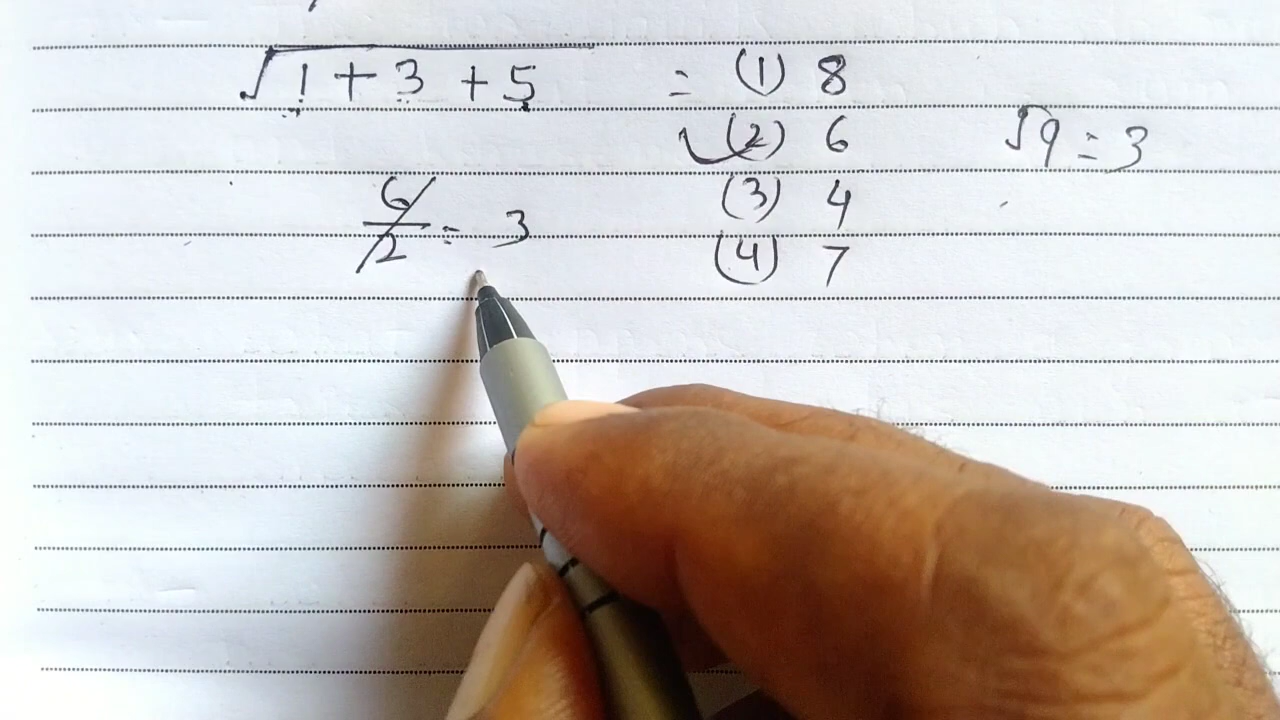 √1 + 3 + 5 = (1) 8
(2) 6 √9 = 3
(3) 4
6/2 = 3
(4) 7